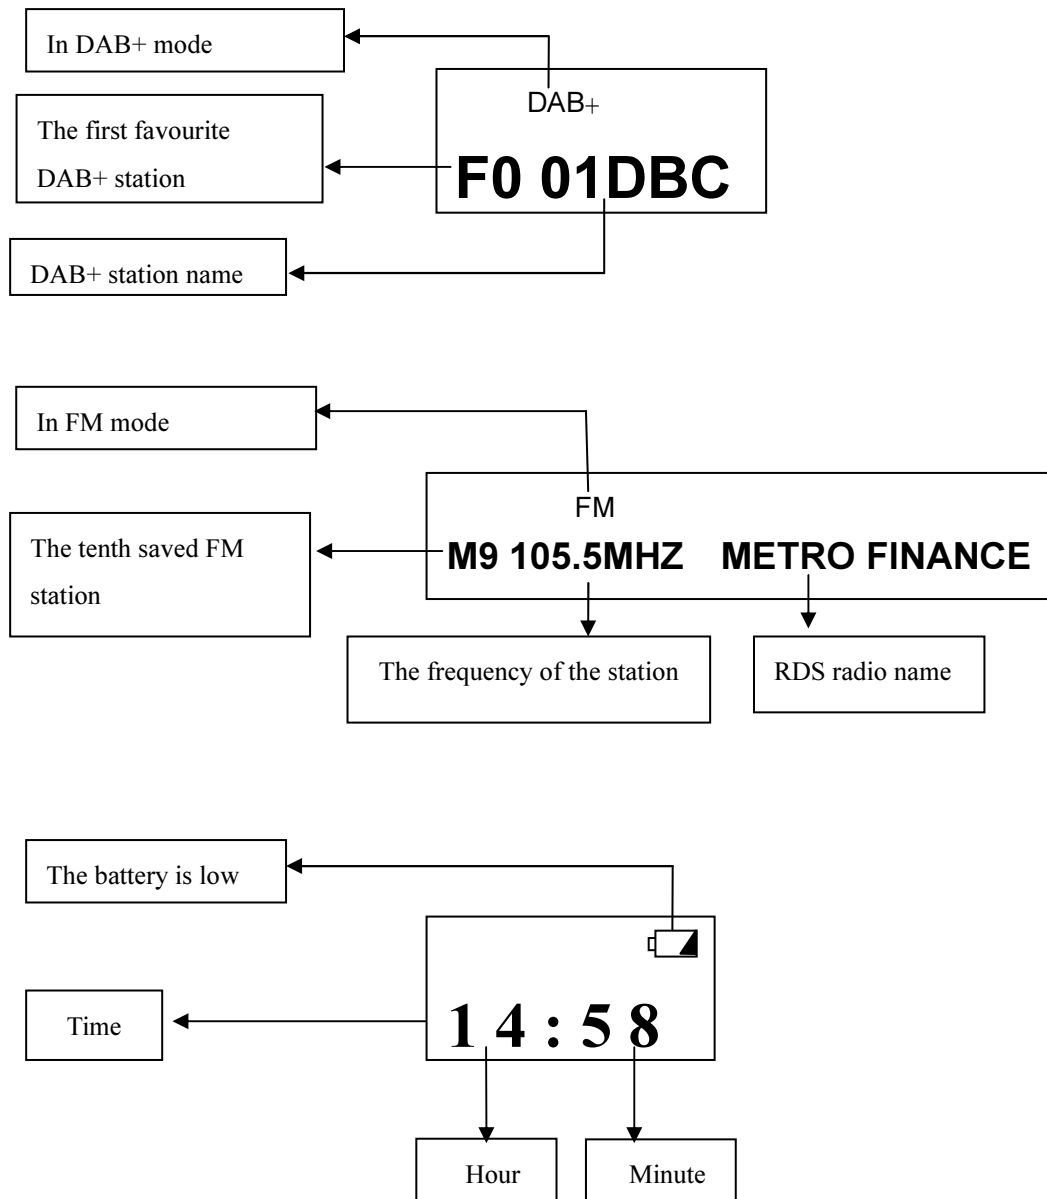 In DAB+ mode
DAB+
The first favourite
DAB+ station
F0 01DBC
DAB+ station name
In FM mode
FM
The tenth saved FM
station
M9 105.5MHZ METRO FINANCE
The frequency of the station
RDS radio name
The battery is low
Time
14:58
Hour
Minute